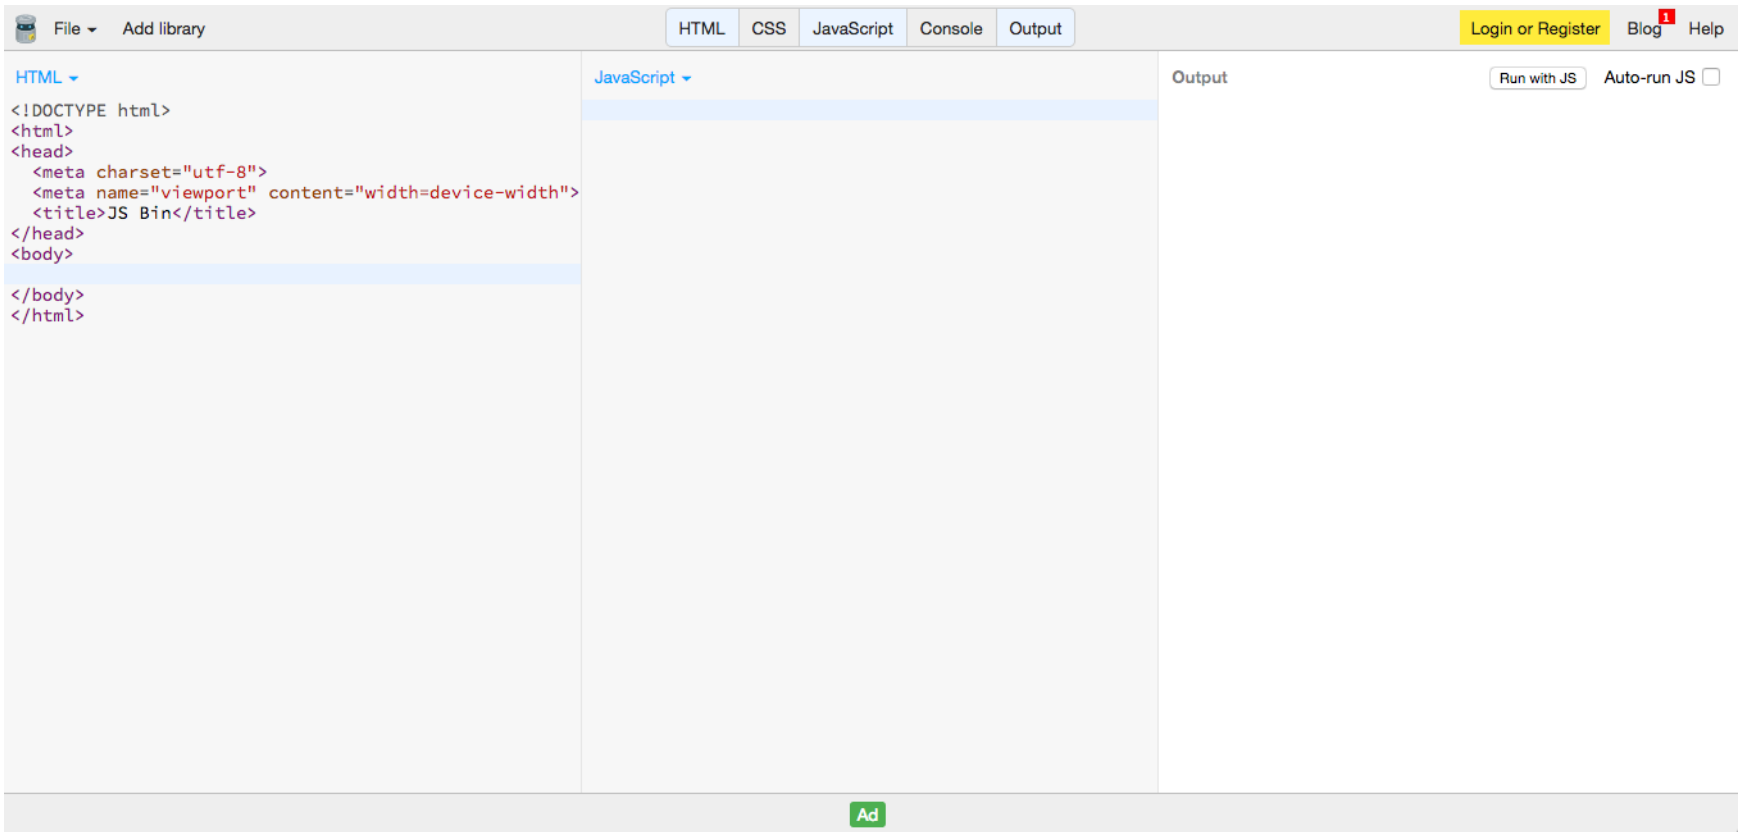 File Add library HTML CSS JavaScript Console Output Login or Register Blog 1 Help
HTML
<!DOCTYPE html>
<html>
<head>
  <meta charset="utf-8">
  <meta name="viewport" content="width=device-width">
  <title>JS Bin</title>
</head>
<body>
</body>
</html>
JavaScript
Output Run with JS Auto-run JS
Ad